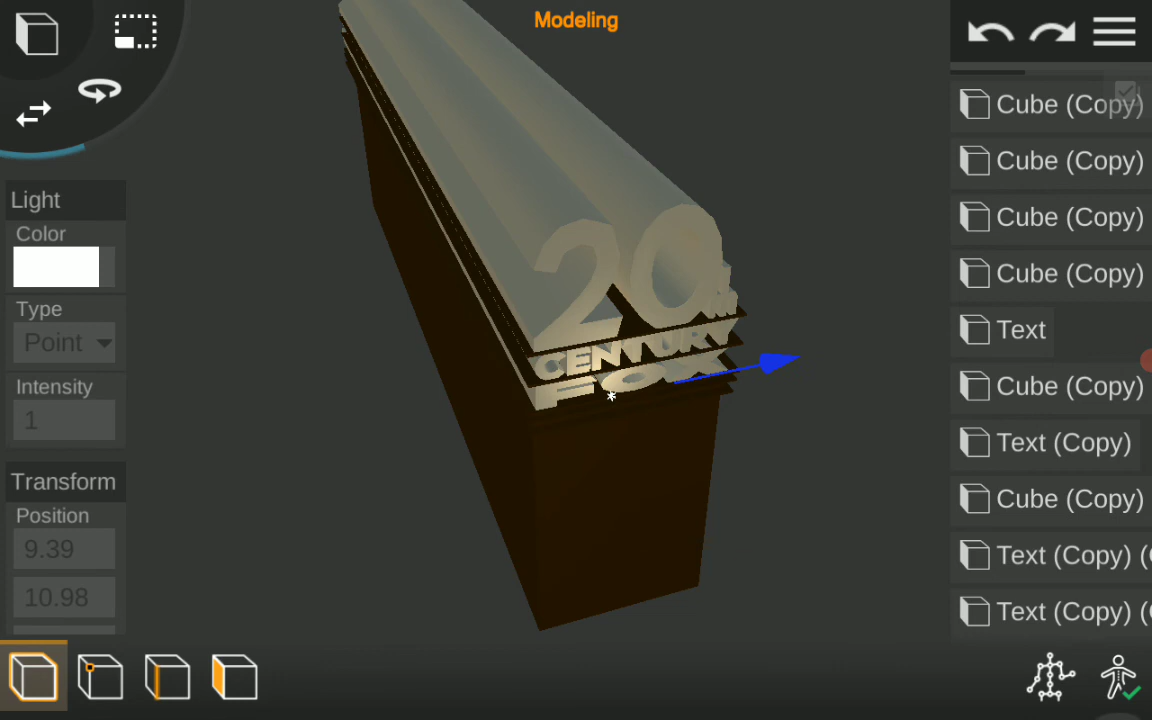 Modeling
Light
Color
Type
Point
Intensity
1
Transform
Position
9.39
10.98
20th
CENTURY
FOX
Cube (Copy)
Cube (Copy)
Cube (Copy)
Cube (Copy)
Text
Cube (Copy)
Text (Copy)
Cube (Copy)
Text (Copy) (
Text (Copy) (